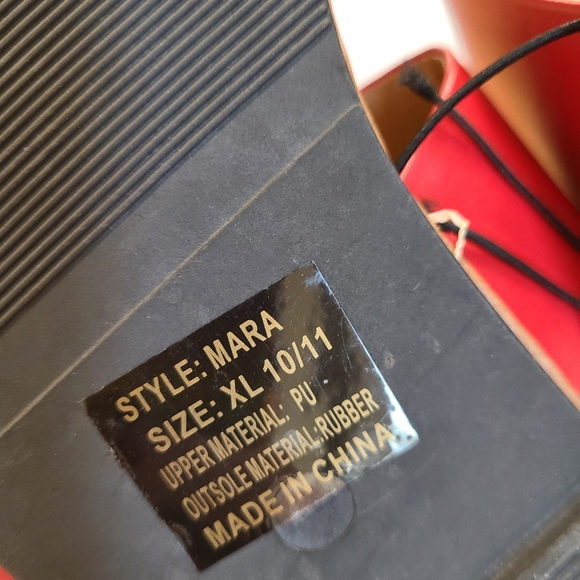 STYLE: MARA
SIZE: XL 10/11
UPPER MATERIAL: PU
OUTSOLE MATERIAL:RUBBER
MADE IN CHINA